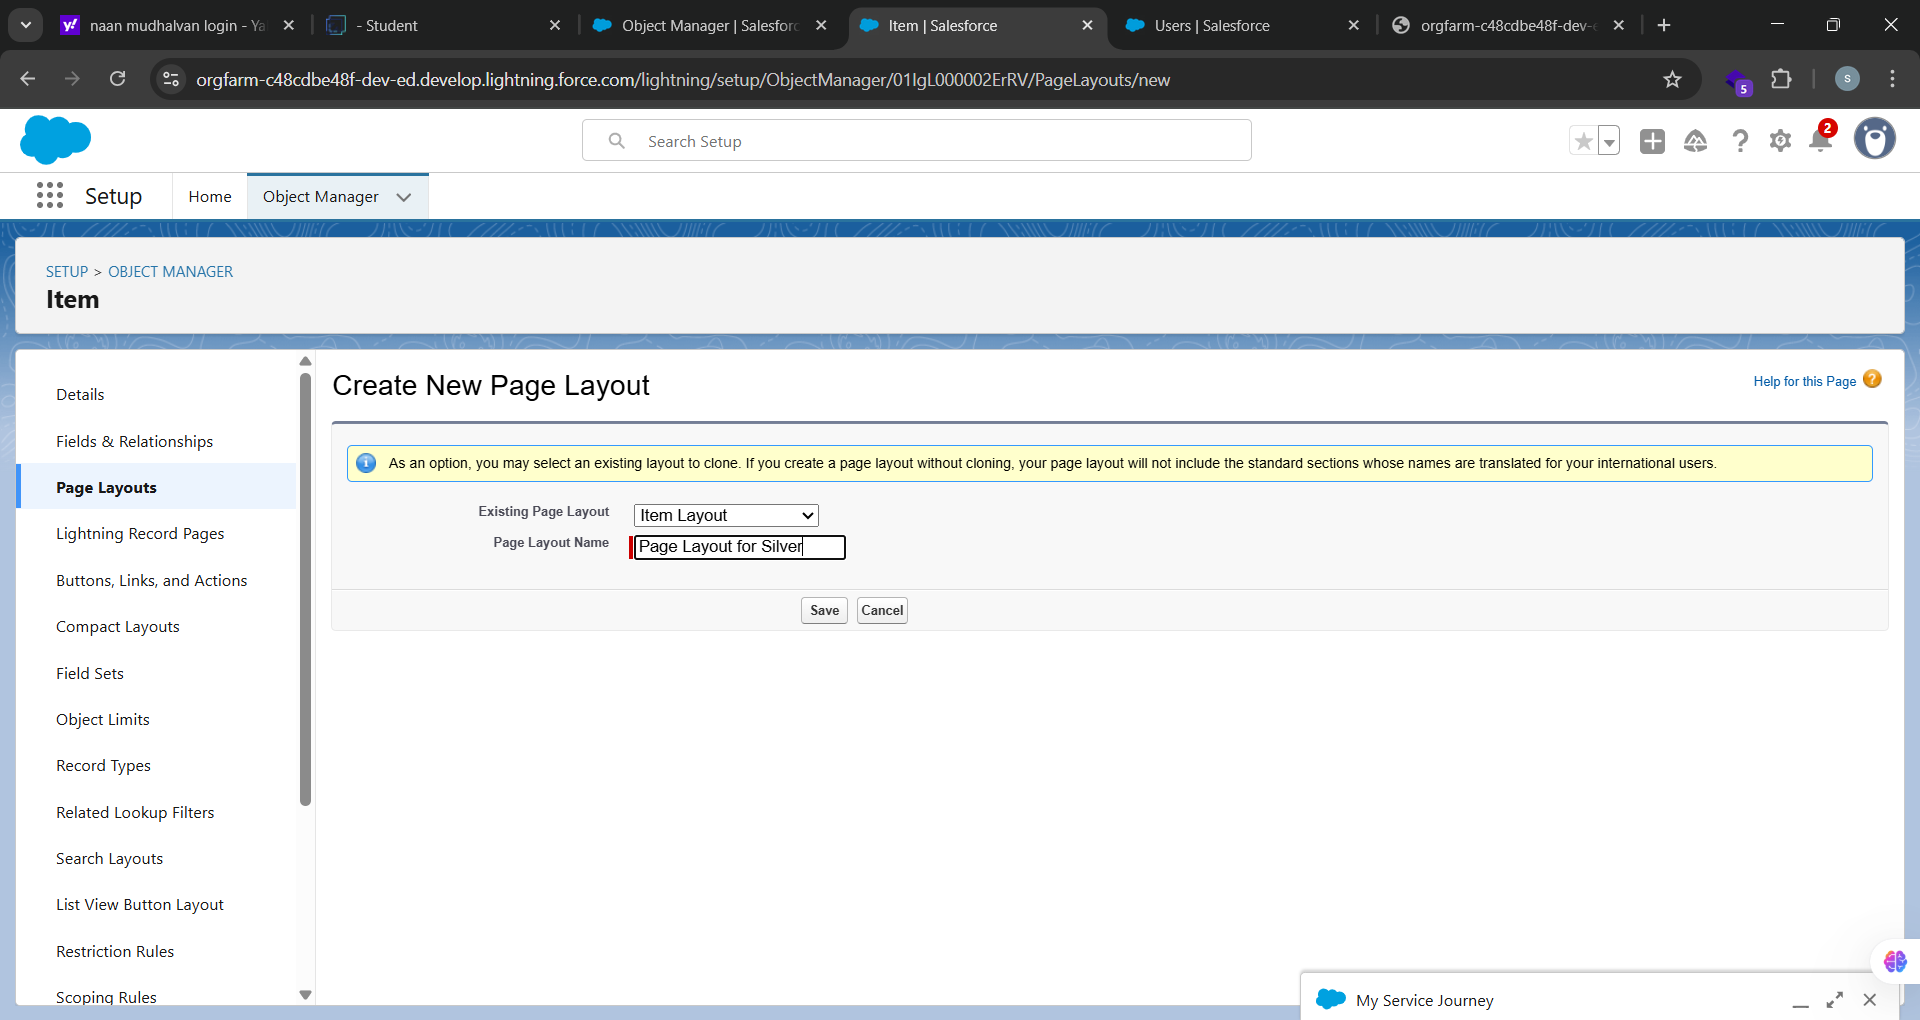 naan mudhalvan login - Ya
- Student
Object Manager | Salesforc
Item | Salesforce
Users | Salesforce
orgfarm-c48cdbe48f-dev-e
orgfarm-c48cdbe48f-dev-ed.develop.lightning.force.com/lightning/setup/ObjectManager/01IgL000002ErRV/PageLayouts/new
5
S
Search Setup
2
Setup
Home
Object Manager
SETUP > OBJECT MANAGER
Item
Details
Fields & Relationships
Page Layouts
Lightning Record Pages
Buttons, Links, and Actions
Compact Layouts
Field Sets
Object Limits
Record Types
Related Lookup Filters
Search Layouts
List View Button Layout
Restriction Rules
Scoping Rules
Create New Page Layout
Help for this Page
As an option, you may select an existing layout to clone. If you create a page layout without cloning, your page layout will not include the standard sections whose names are translated for your international users.
Existing Page Layout
Item Layout
Page Layout Name
Page Layout for Silver
Save
Cancel
My Service Journey